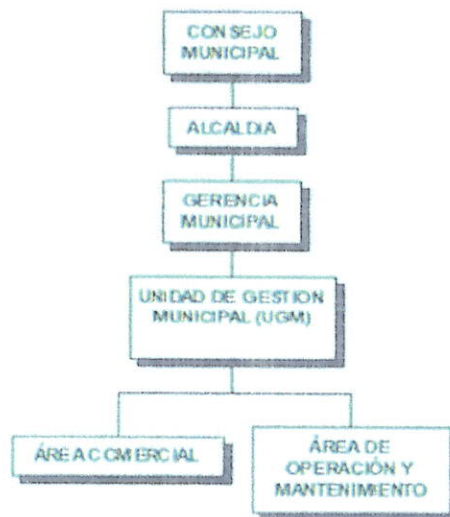 CONSEJO
MUNICIPAL
ALCALDIA
GERENCIA
MUNICIPAL
UNIDAD DE GESTION
MUNICIPAL (UGM)
ÁREA COMERCIAL
ÁREA DE
OPERACIÓN Y
MANTENIMIENTO